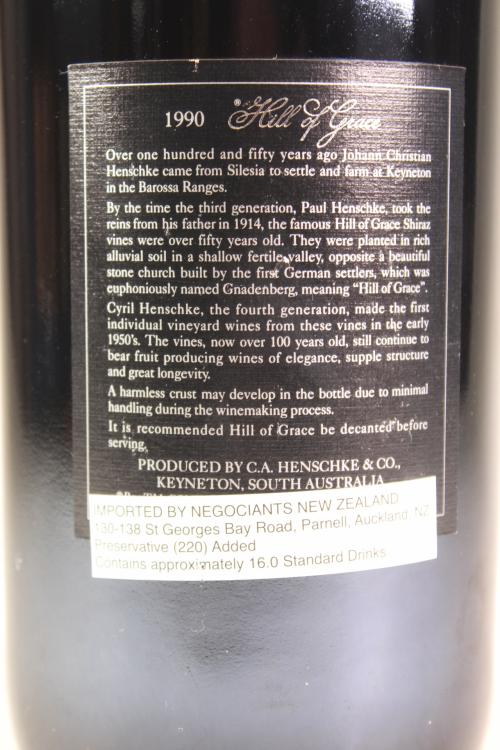 1990 ® Hill of Grace
Over one hundred and fifty years ago Johann Christian
Henschke came from Silesia to settle and farm at Keyneton
in the Barossa Ranges.
By the time the third generation, Paul Henschke, took the
reins from his father in 1914, the famous Hill of Grace Shiraz
vines were over fifty years old. They were planted in rich
alluvial soil in a shallow fertile valley, opposite a beautiful
stone church built by the first German settlers, which was
euphoniously named Gnadenberg, meaning "Hill of Grace".
Cyril Henschke, the fourth generation, made the first
individual vineyard wines from these vines in the early
1950's. The vines, now over 100 years old, still continue to
bear fruit producing wines of elegance, supple structure
and great longevity.
A harmless crust may develop in the bottle due to minimal
handling during the winemaking process.
It is recommended Hill of Grace be decanted before
serving.
PRODUCED BY C.A. HENSCHKE & CO.,
KEYNETON, SOUTH AUSTRALIA
IMPORTED BY NEGOCIANTS NEW ZEALAND
130-138 St Georges Bay Road, Parnell, Auckland, NZ
Preservative (220) Added
Contains approximately 16.0 Standard Drinks